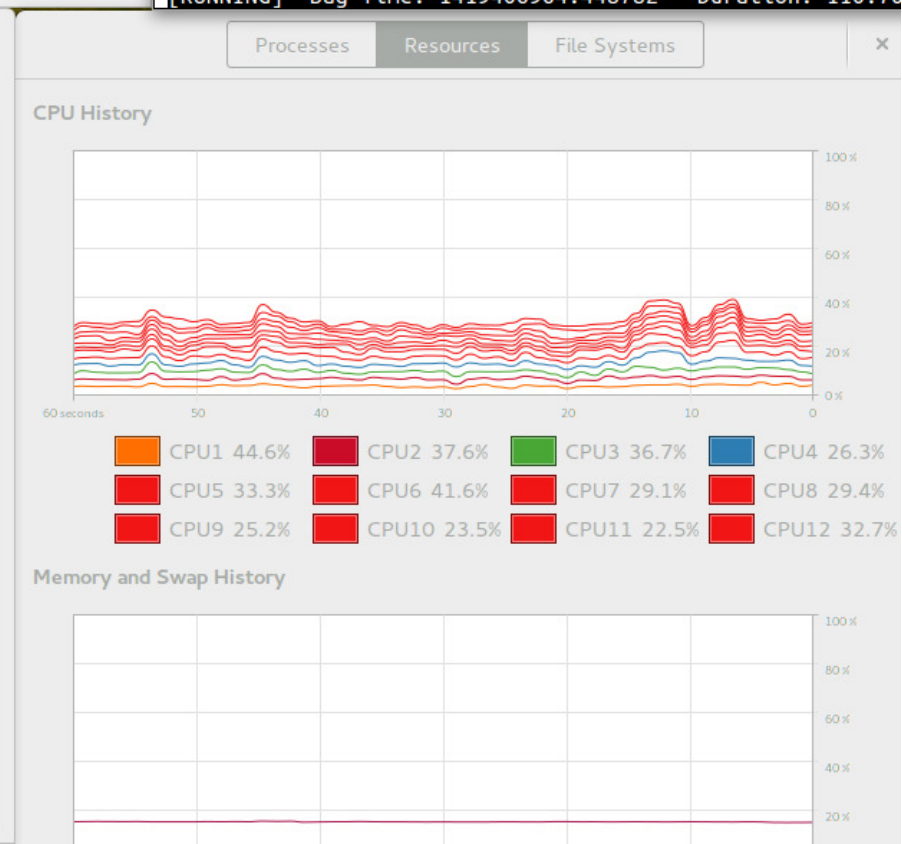 [RUNNING] Bag Time:
Processes Resources File Systems ×
CPU History
100 %
80 %
60 %
40 %
20 %
0 %
60 seconds 50 40 30 20 10 0
CPU1 44.6% CPU2 37.6% CPU3 36.7% CPU4 26.3%
CPU5 33.3% CPU6 41.6% CPU7 29.1% CPU8 29.4%
CPU9 25.2% CPU10 23.5% CPU11 22.5% CPU12 32.7%
Memory and Swap History
100 %
80 %
60 %
40 %
20 %